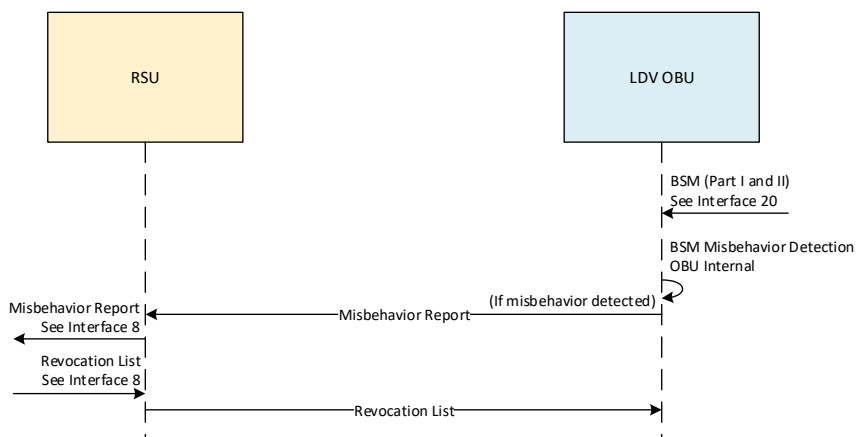 RSU
LDV OBU
BSM (Part I and II)
See Interface 20
BSM Misbehavior Detection
OBU Internal
(If misbehavior detected)
Misbehavior Report
Misbehavior Report
See Interface 8
Revocation List
See Interface 8
Revocation List